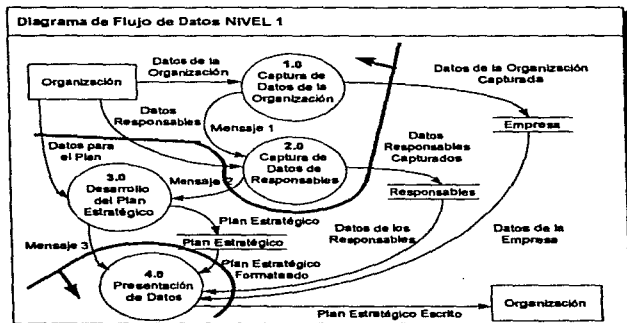 Diagrama de Flujo de Datos NIVEL 1
Organización
Datos de la
Organización
1.0
Captura de
Datos de la
Organización
Datos de la Organización
Capturada
Empresa
Datos
Responsables
Mensaje 1
2.0
Captura de
Datos de
Responsables
Datos
Responsables
Capturados
Responsables
Datos para
el Plan
3.0
Desarrollo
del Plan
Estratégico
Mensaje 2
Plan Estratégico
Plan Estratégico
Datos de los
Responsables
Datos de la
Empresa
Mensaje 3
Plan Estratégico
Formateado
4.0
Presentación
de Datos
Plan Estratégico Escrito
Organización